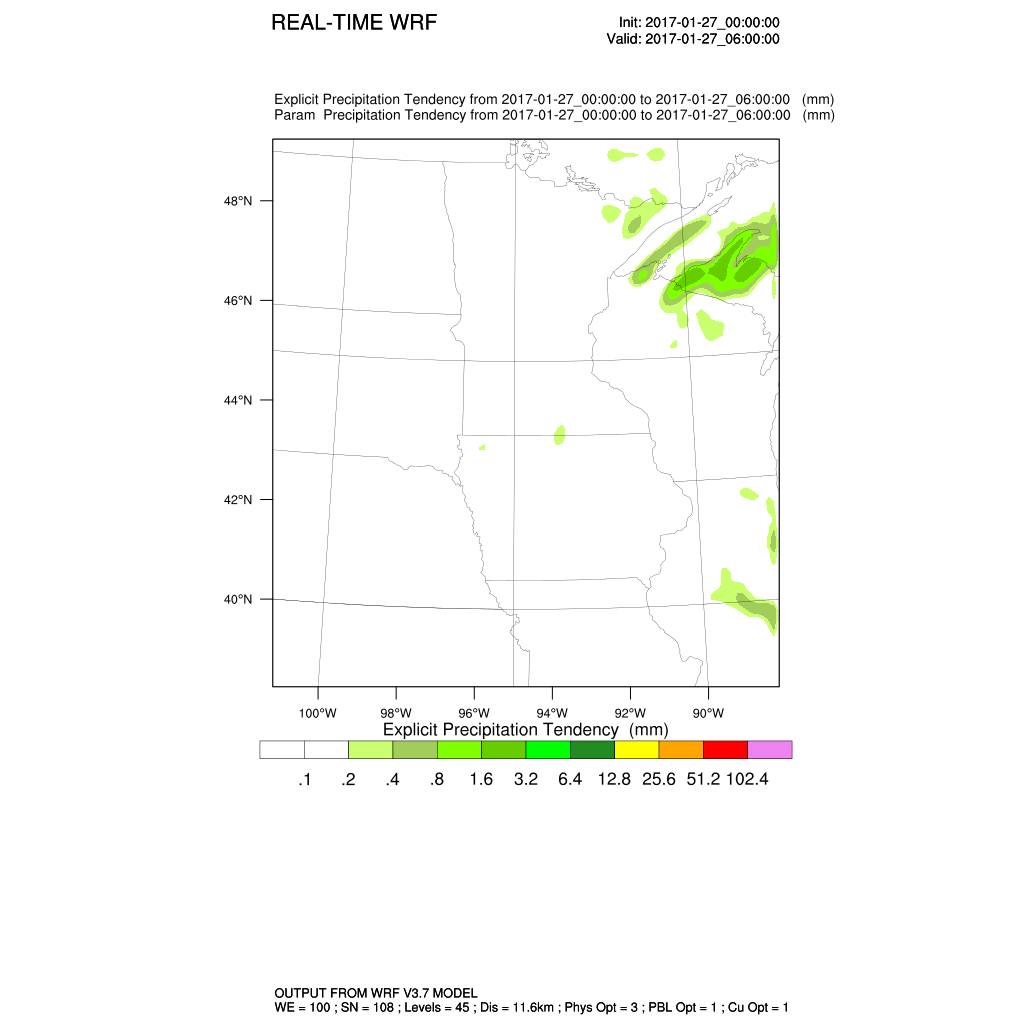 REAL-TIME WRF
Init: 2017-01-27_00:00:00
Valid: 2017-01-27_06:00:00
Explicit Precipitation Tendency from 2017-01-27_00:00:00 to 2017-01-27_06:00:00 (mm)
Param Precipitation Tendency from 2017-01-27_00:00:00 to 2017-01-27_06:00:00 (mm)
48°N
46°N
44°N
42°N
40°N
100°W 98°W 96°W 94°W 92°W 90°W
Explicit Precipitation Tendency (mm)
.1 .2 .4 .8 1.6 3.2 6.4 12.8 25.6 51.2 102.4
OUTPUT FROM WRF V3.7 MODEL
WE = 100 ; SN = 108 ; Levels = 45 ; Dis = 11.6km ; Phys Opt = 3 ; PBL Opt = 1 ; Cu Opt = 1